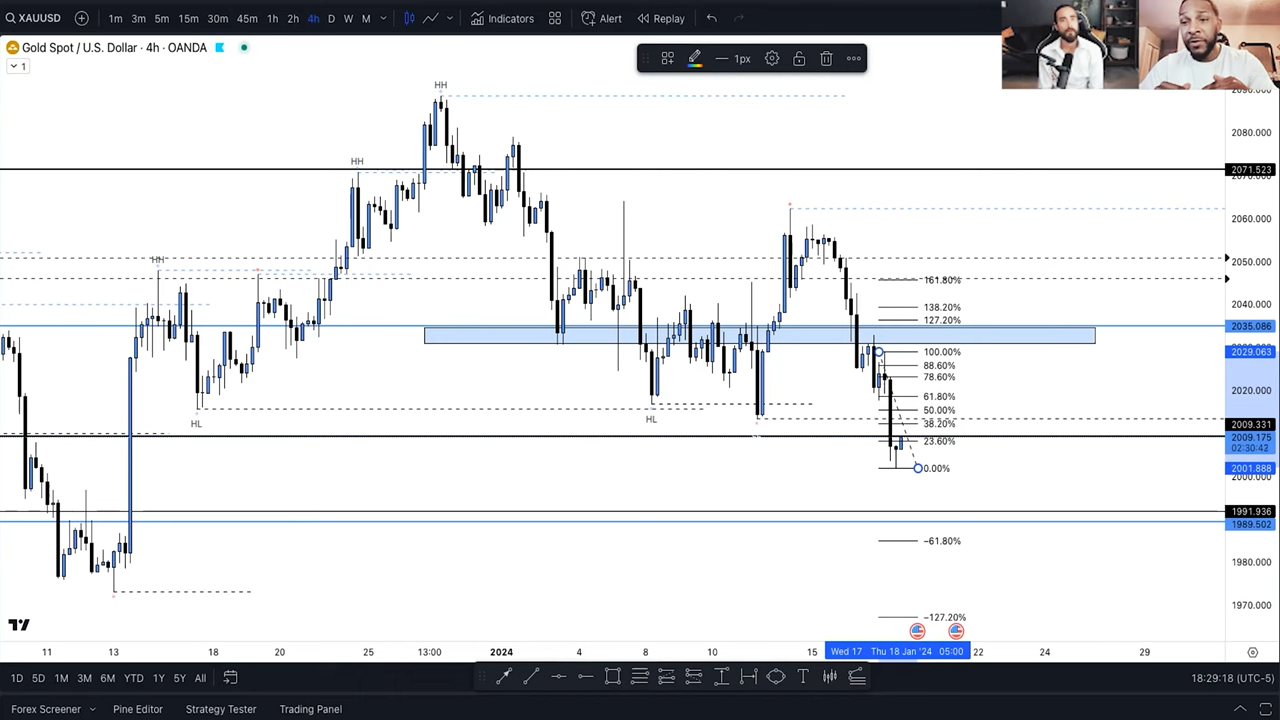 XAUUSD 1m 3m 5m 15m 30m 45m 1h 2h 4h D W M Indicators Alert Replay
Gold Spot / U.S. Dollar · 4h · OANDA
1
1px
HH
HH
HH
HL
HL
161.80%
138.20%
127.20%
100.00%
88.60%
78.60%
61.80%
50.00%
38.20%
23.60%
0.00%
−61.80%
−127.20%
2080.000
2071.523
2060.000
2050.000
2040.000
2035.086
2029.063
2020.000
2009.331
2009.175
02:30:42
2001.888
2000.000
1991.936
1989.502
1980.000
1970.000
11 15 18 20 25 13:00 2024 4 8 10 15 Wed 17 Thu 18 Jan '24 05:00 22 24 29
1D 5D 1M 3M 6M YTD 1Y 5Y All
18:29:18 (UTC-5)
Forex Screener Pine Editor Strategy Tester Trading Panel